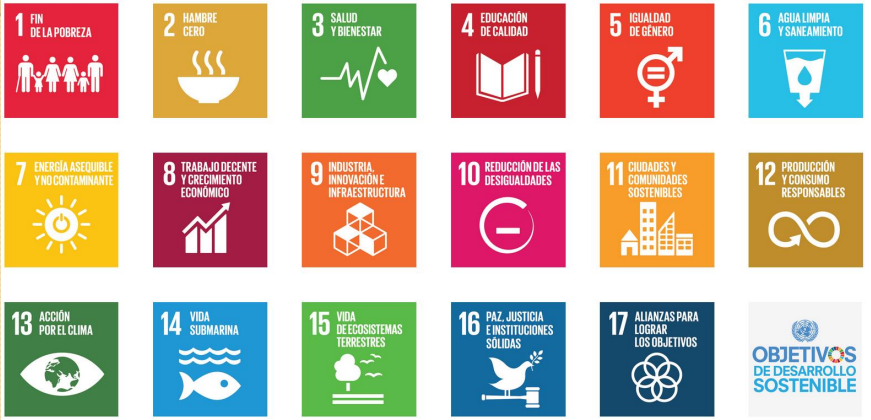 1 FIN
DE LA POBREZA
2 HAMBRE
CERO
3 SALUD
Y BIENESTAR
4 EDUCACIÓN
DE CALIDAD
5 IGUALDAD
DE GÉNERO
6 AGUA LIMPIA
Y SANEAMIENTO
7 ENERGÍA ASEQUIBLE
Y NO CONTAMINANTE
8 TRABAJO DECENTE
Y CRECIMIENTO
ECONÓMICO
9 INDUSTRIA,
INNOVACIÓN E
INFRAESTRUCTURA
10 REDUCCIÓN DE LAS
DESIGUALDADES
11 CIUDADES Y
COMUNIDADES
SOSTENIBLES
12 PRODUCCIÓN
Y CONSUMO
RESPONSABLES
13 ACCIÓN
POR EL CLIMA
14 VIDA
SUBMARINA
15 VIDA
DE ECOSISTEMAS
TERRESTRES
16 PAZ, JUSTICIA
E INSTITUCIONES
SÓLIDAS
17 ALIANZAS PARA
LOGRAR
LOS OBJETIVOS
OBJETIVOS
DE DESARROLLO
SOSTENIBLE